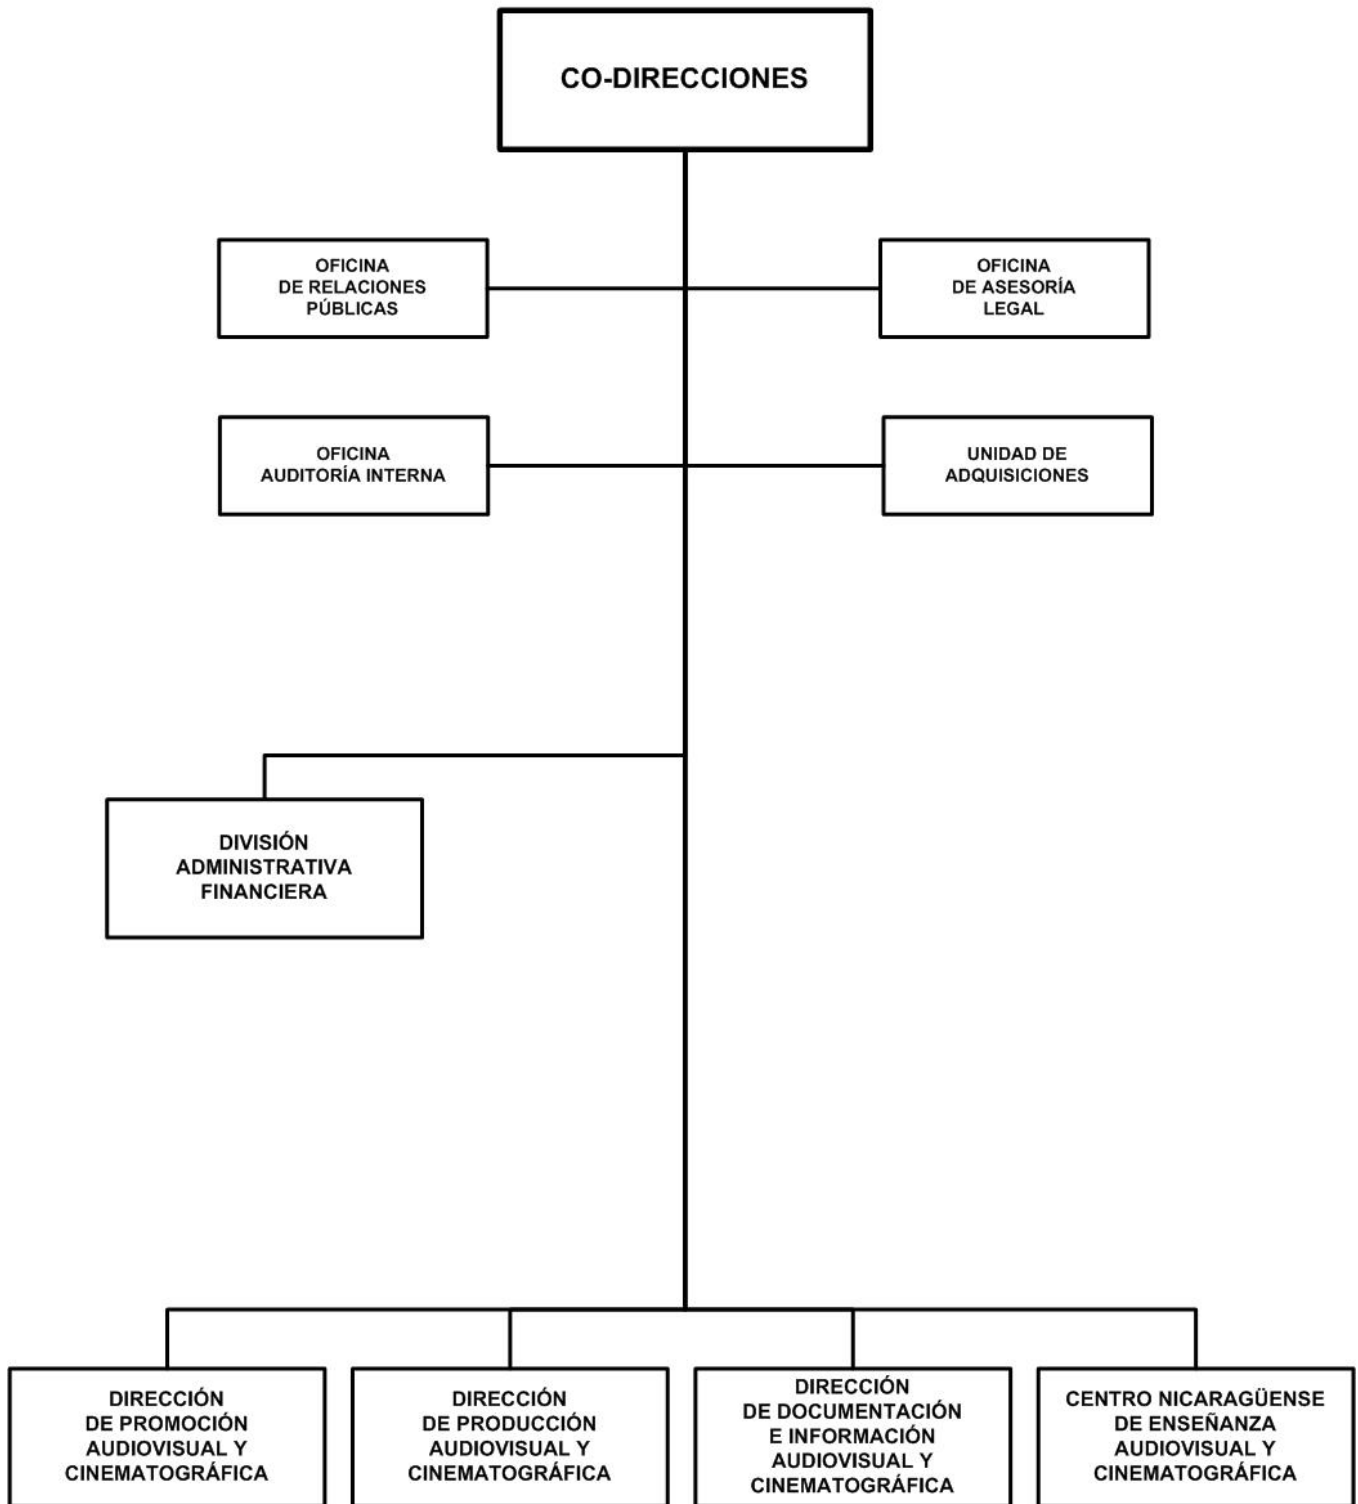 CO-DIRECCIONES
OFICINA
DE RELACIONES
PÚBLICAS
OFICINA
DE ASESORÍA
LEGAL
OFICINA
AUDITORÍA INTERNA
UNIDAD DE
ADQUISICIONES
DIVISIÓN
ADMINISTRATIVA
FINANCIERA
DIRECCIÓN
DE PROMOCIÓN
AUDIOVISUAL Y
CINEMATOGRÁFICA
DIRECCIÓN
DE PRODUCCIÓN
AUDIOVISUAL Y
CINEMATOGRÁFICA
DIRECCIÓN
DE DOCUMENTACIÓN
E INFORMACIÓN
AUDIOVISUAL Y
CINEMATOGRÁFICA
CENTRO NICARAGÜENSE
DE ENSEÑANZA
AUDIOVISUAL Y
CINEMATOGRÁFICA